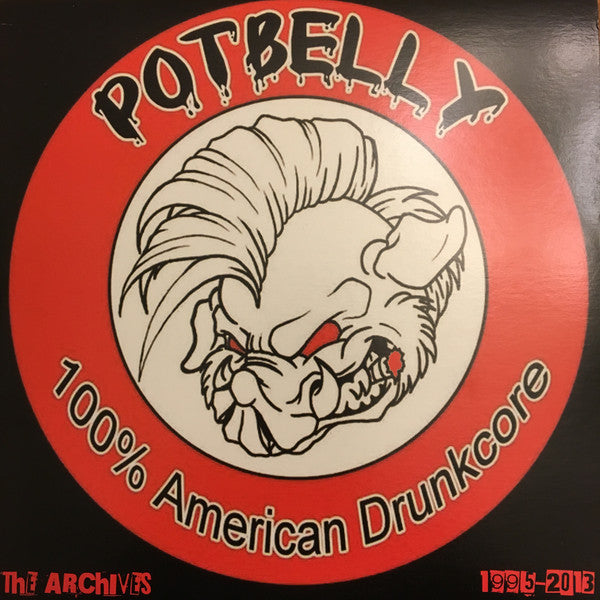 POTBELLY
100% American Drunkcore
THE ARCHIVES
1995-2013